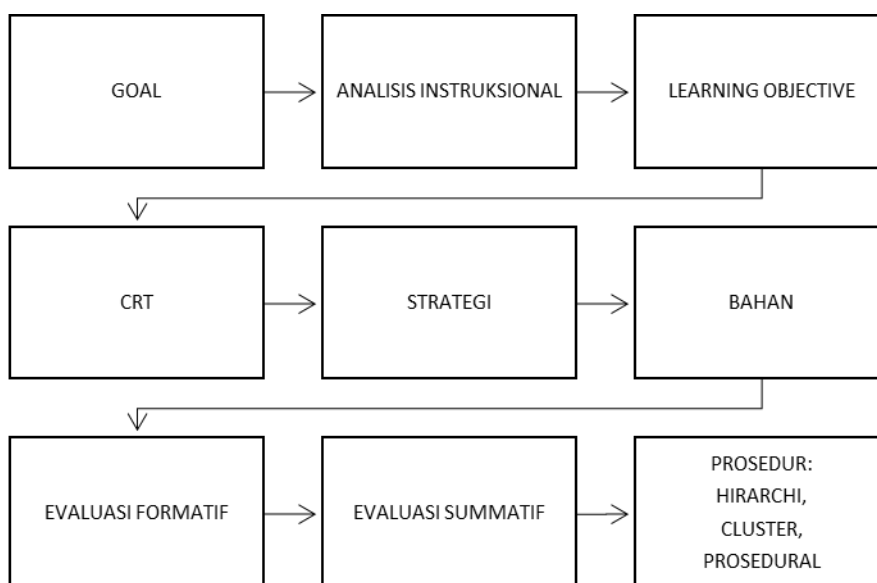 GOAL
ANALISIS INSTRUKSIONAL
LEARNING OBJECTIVE
CRT
STRATEGI
BAHAN
EVALUASI FORMATIF
EVALUASI SUMMATIF
PROSEDUR:
HIRARCHI,
CLUSTER,
PROSEDURAL